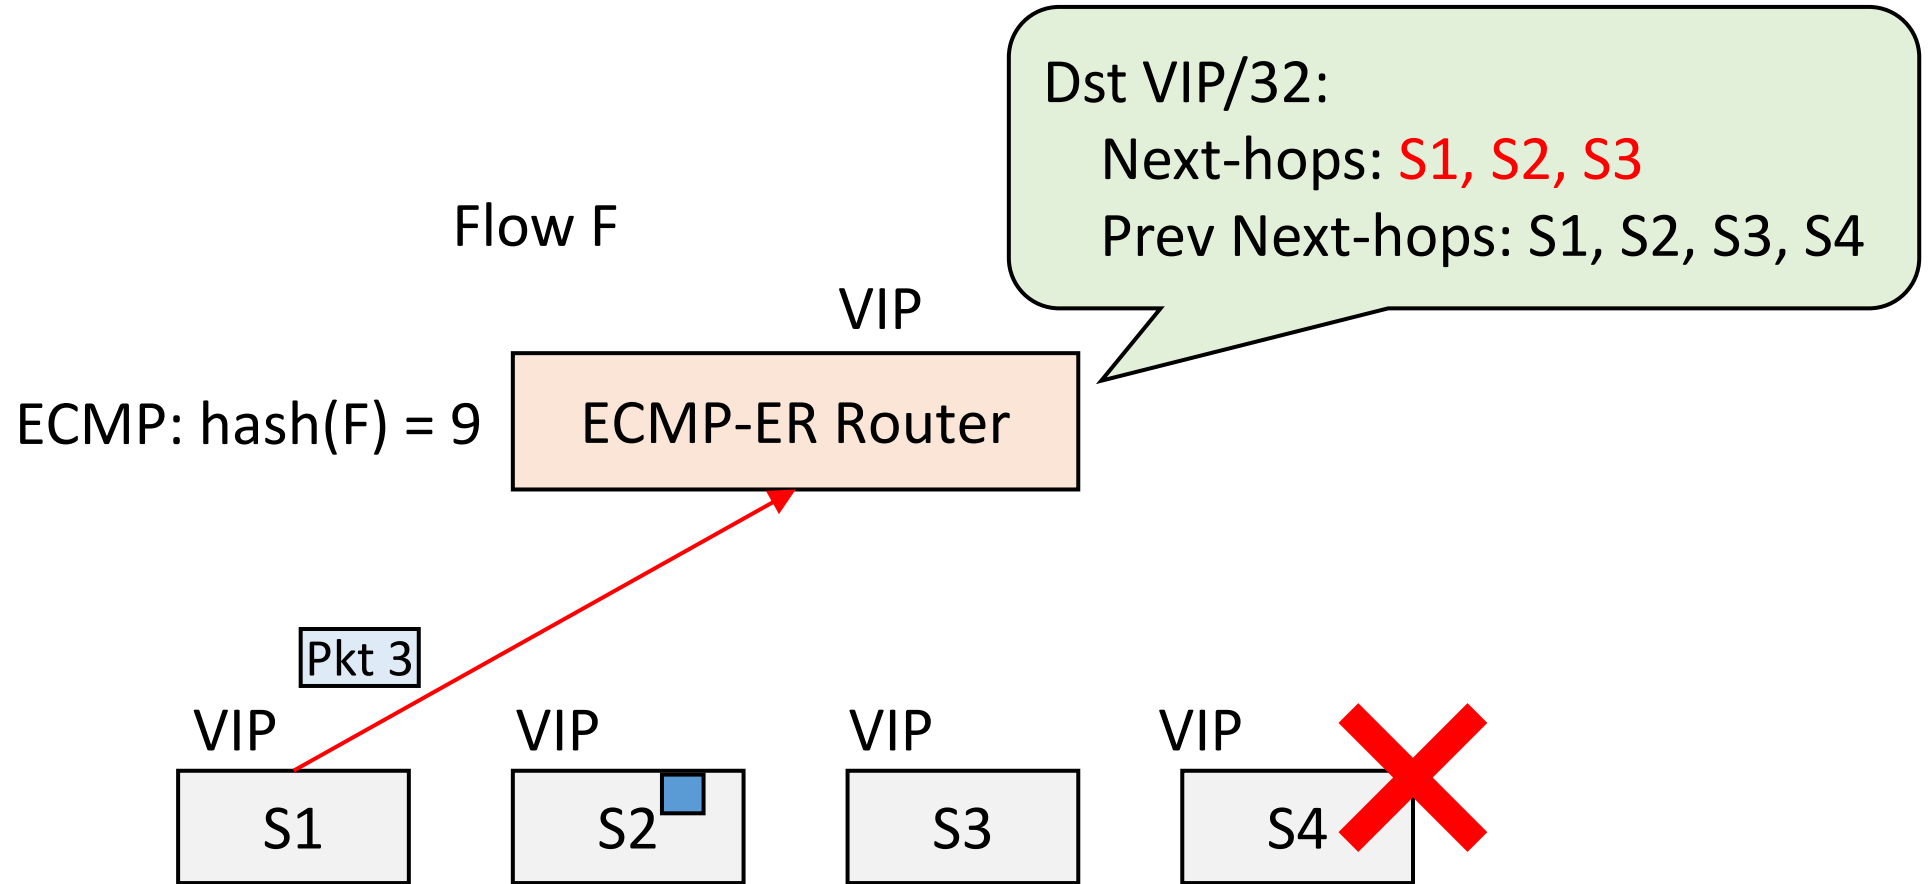 Dst VIP/32:
Next-hops: S1, S2, S3
Prev Next-hops: S1, S2, S3, S4
Flow F
VIP
ECMP: hash(F) = 9
ECMP-ER Router
Pkt 3
VIP
VIP
VIP
VIP
S1
S2
S3
S4